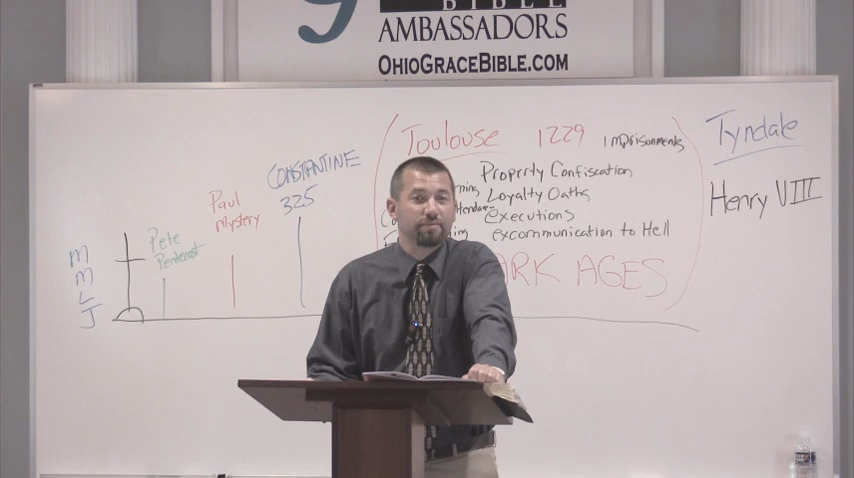 BIBLE
AMBASSADORS
OHIOGRACEBIBLE.COM
M
M
L
J
Pete
Pentecost
Paul
Mystery
CONSTANTINE
325
Toulouse 1229 imprisonments
Property Confiscation
Loyalty Oaths
executions
excommunication to Hell
ARK AGES
Tyndale
Henry VIII